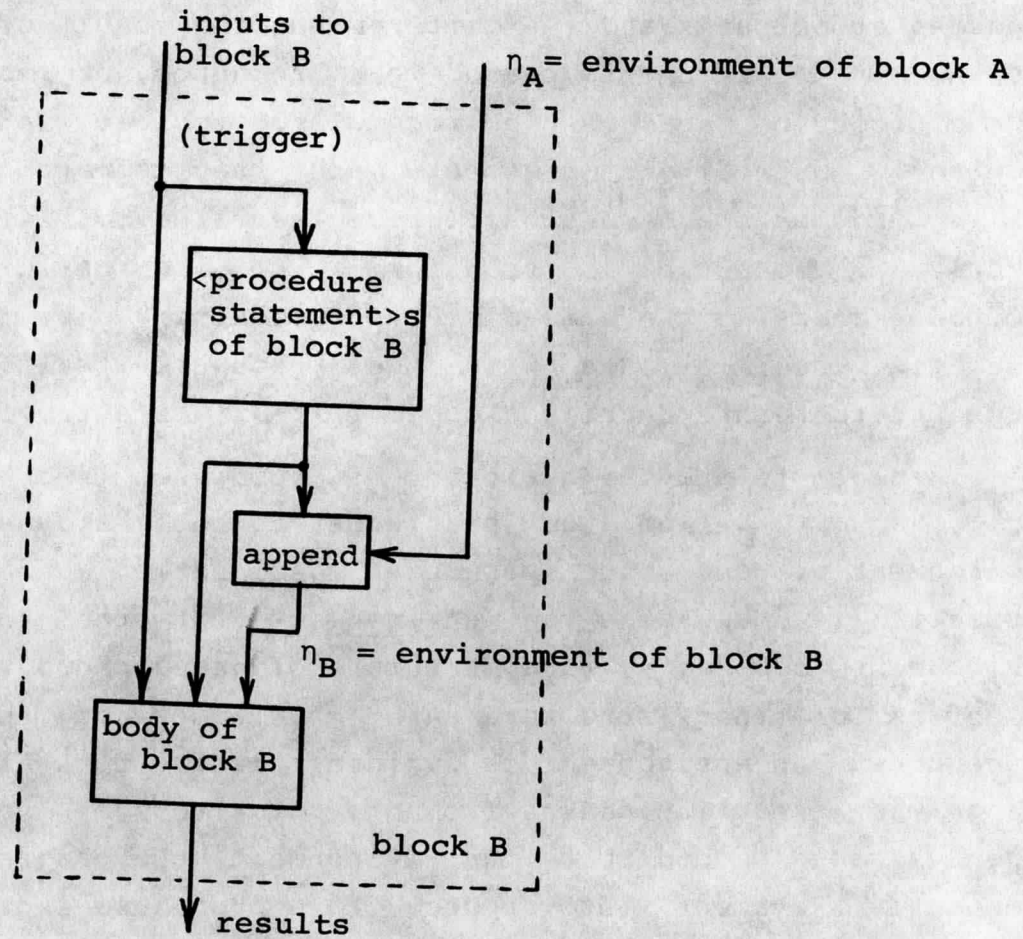 inputs to
block B
η_A = environment of block A
(trigger)
<procedure
statement>s
of block B
append
η_B = environment of block B
body of
block B
block B
results